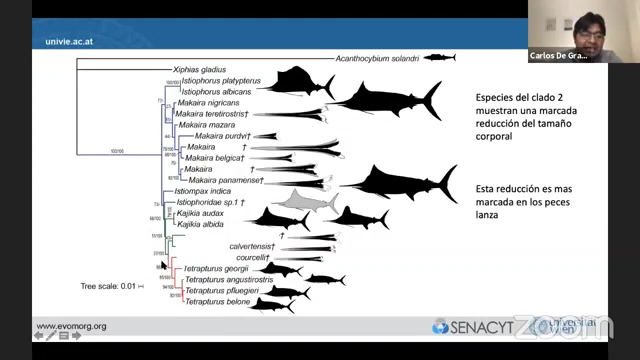 univie.ac.at
Carlos De Gra...
Acanthocybium solandri
Xiphias gladius
Istiophorus platypterus
Istiophorus albicans
Makaira nigricans
Makaira teretirostris†
Makaira mazara
Makaira purdvi†
Makaira †
Makaira belgica†
Makaira †
Makaira panamense†
Istiompax indica
Istiophoridae sp.1 †
Kajikia audax
Kajikia albida
†
calvertensis†
courcelli†
Tetrapturus georgii
Tetrapturus angustirostris
Tetrapturus pfluegieri
Tetrapturus belone
Tree scale: 0.01
Especies del clado 2
muestran una marcada
reducción del tamaño
corporal
Esta reducción es mas
marcada en los peces
lanza
www.evomorg.org
SENACYT
universität
wien
zoom